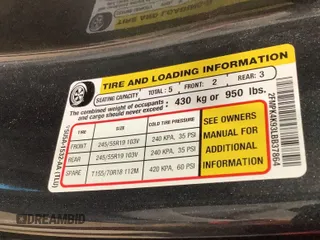 TIRE AND LOADING INFORMATION
SEATING CAPACITY TOTAL: 5 FRONT: 2 REAR: 3
The combined weight of occupants and cargo should never exceed: 430 kg or 950 lbs.
TIRE SIZE COLD TIRE PRESSURE
FRONT 245/55R19 103V 240 KPA, 35 PSI
REAR 245/55R19 103V 240 KPA, 35 PSI
SPARE T155/70R18 112M 420 KPA, 60 PSI
SEE OWNERS
MANUAL FOR
ADDITIONAL
INFORMATION
2FMPK4K93LBB37864
DREAMBID